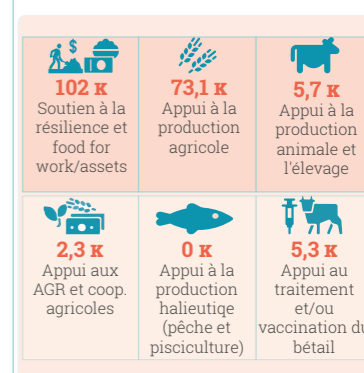 102 K
Soutien à la
résilience et
food for
work/assets
73,1 K
Appui à la
production
agricole
5,7 K
Appui à la
production
animale et
l'élevage
2,3 K
Appui aux
AGR et coop.
agricoles
0 K
Appui à la
production
halieutiqe
(pêche et
pisciculture)
5,3 K
Appui au
traitement
et/ou
vaccination du
bétail